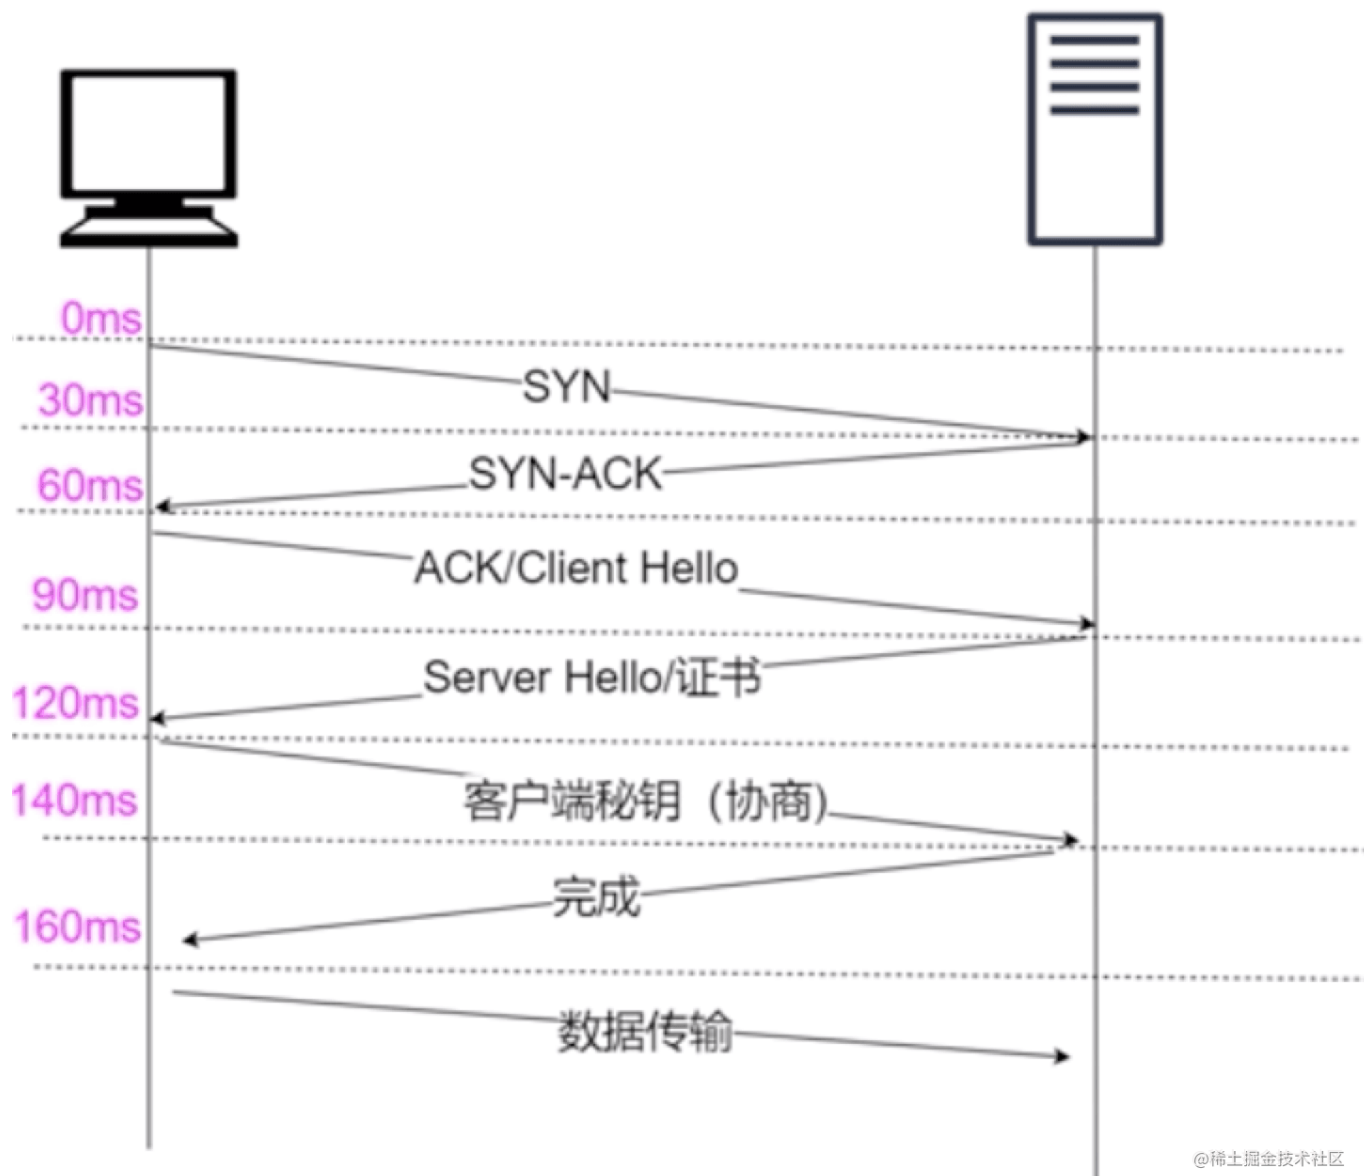 0ms
SYN
30ms
SYN-ACK
60ms
ACK/Client Hello
90ms
Server Hello/证书
120ms
客户端秘钥（协商)
140ms
完成
160ms
数据传输
@稀土掘金技术社区